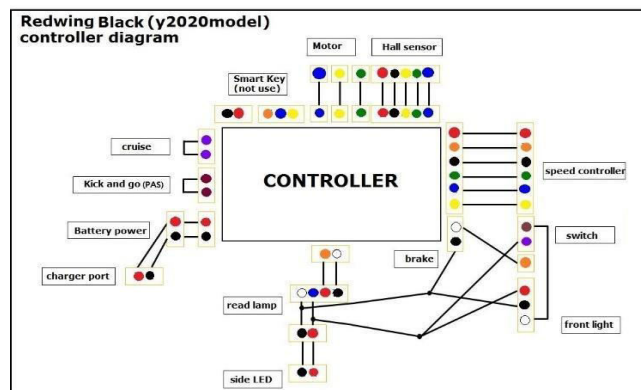 Redwing Black (y2020model)
controller diagram
Motor
Hall sensor
Smart Key
(not use)
cruise
CONTROLLER
speed controller
Kick and go (PAS)
Battery power
switch
brake
charger port
read lamp
front light
side LED